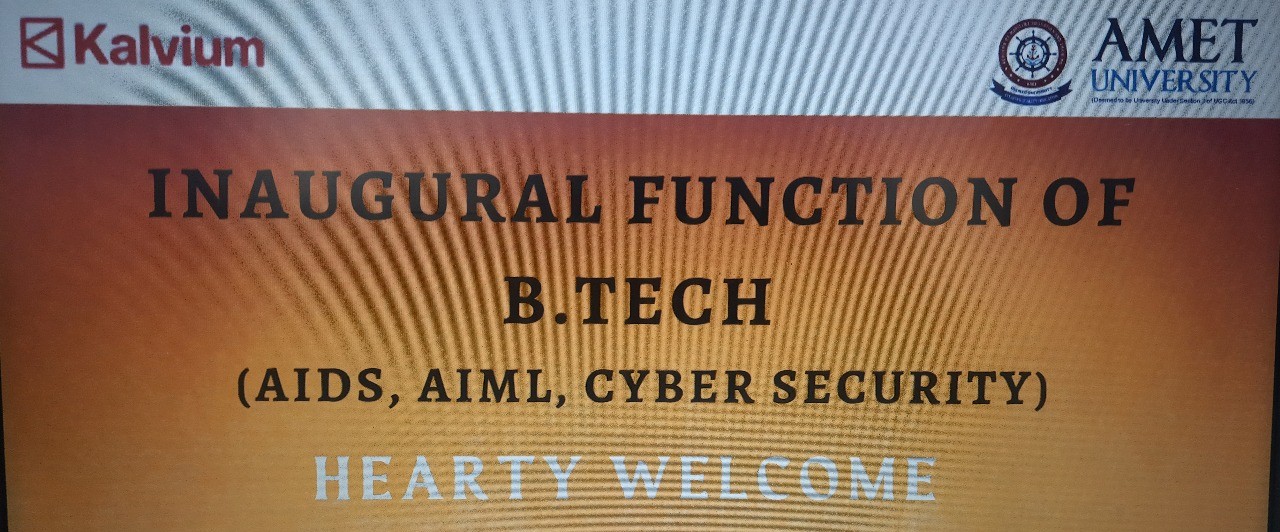 Kalvium
AMET
UNIVERSITY
(Deemed to be University Under Section 3 of UGC Act 1956)
INAUGURAL FUNCTION OF
B.TECH
(AIDS, AIML, CYBER SECURITY)
HEARTY WELCOME